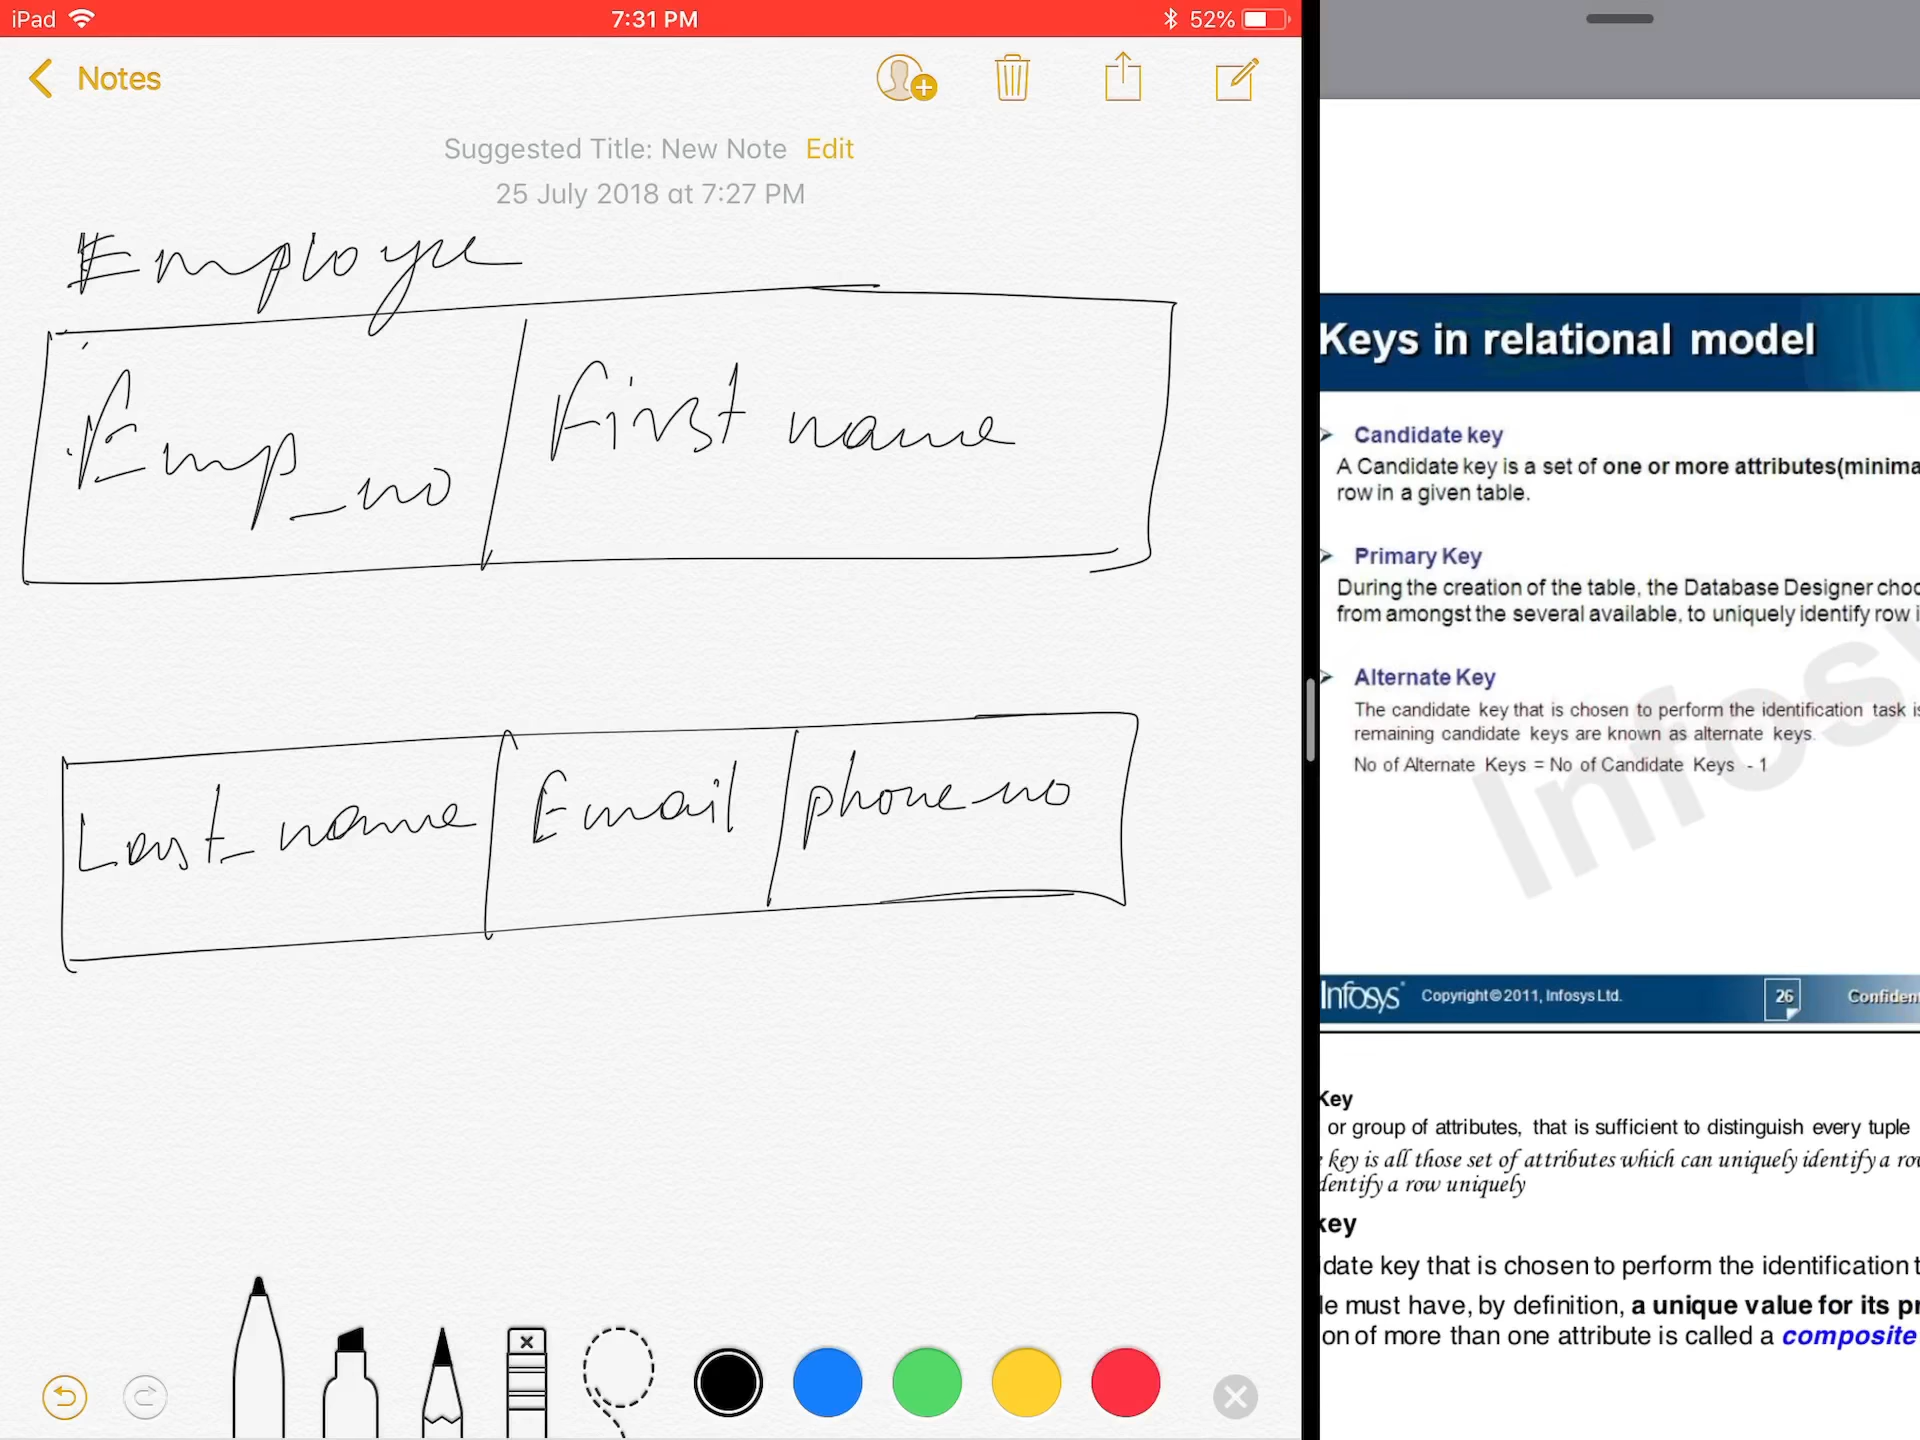 iPad
7:31 PM
52%
Notes
Suggested Title: New Note Edit
25 July 2018 at 7:27 PM
Employee
Emp_no First name
Last_name Email phone_no
Keys in relational model
Candidate key
A Candidate key is a set of one or more attributes(minima
row in a given table.
Primary Key
During the creation of the table, the Database Designer choo
from amongst the several available, to uniquely identify row i
Alternate Key
The candidate key that is chosen to perform the identification task is
remaining candidate keys are known as alternate keys.
No of Alternate Keys = No of Candidate Keys - 1
Infosys
Infosys Copyright © 2011, Infosys Ltd. 26 Confiden
Key
or group of attributes, that is sufficient to distinguish every tuple
key is all those set of attributes which can uniquely identify a row
dentify a row uniquely
key
idate key that is chosen to perform the identification t
le must have, by definition, a unique value for its pr
on of more than one attribute is called a composite